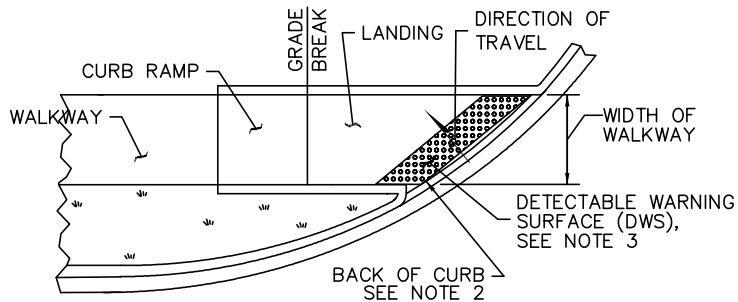 DIRECTION OF
TRAVEL
LANDING
GRADE
BREAK
CURB RAMP
WALKWAY
WIDTH OF
WALKWAY
DETECTABLE WARNING
SURFACE (DWS),
SEE NOTE 3
BACK OF CURB
SEE NOTE 2